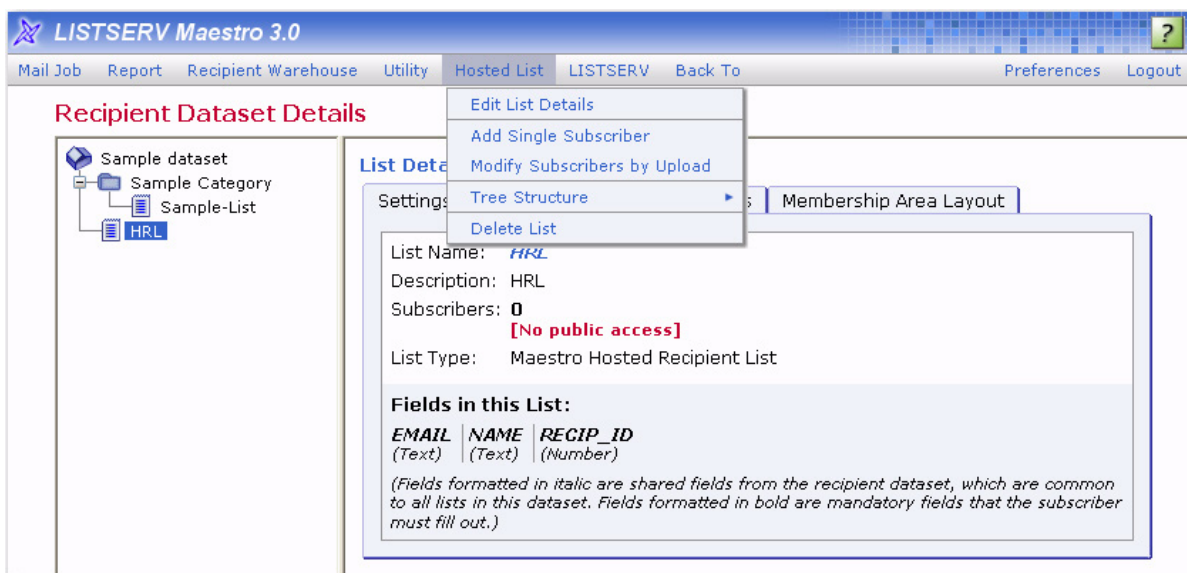 LISTSERV Maestro 3.0
?
Mail Job Report Recipient Warehouse Utility Hosted List LISTSERV Back To Preferences Logout
Recipient Dataset Details
Sample dataset
Sample Category
Sample-List
HRL
Edit List Details
Add Single Subscriber
Modify Subscribers by Upload
Tree Structure
Delete List
List Deta
Settings s Membership Area Layout
List Name: HRL
Description: HRL
Subscribers: 0
[No public access]
List Type: Maestro Hosted Recipient List
Fields in this List:
EMAIL NAME RECIP_ID
(Text) (Text) (Number)
(Fields formatted in italic are shared fields from the recipient dataset, which are common
to all lists in this dataset. Fields formatted in bold are mandatory fields that the subscriber
must fill out.)